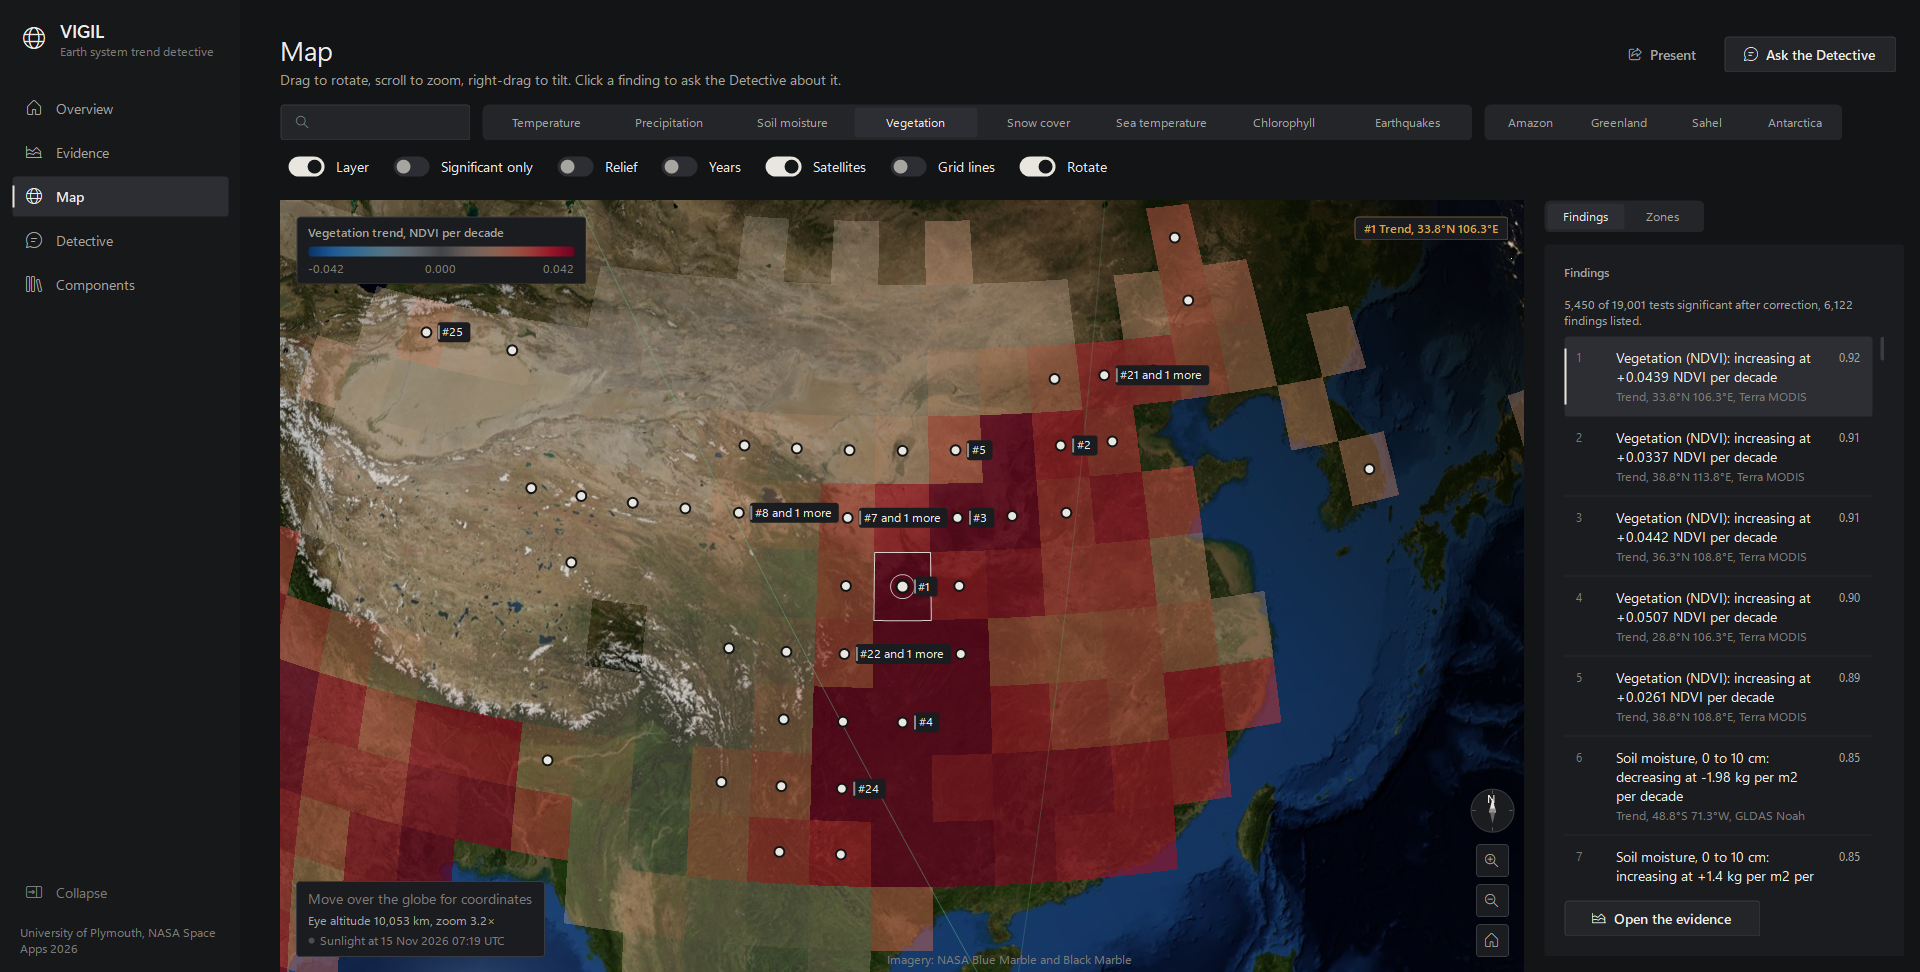 VIGIL
Earth system trend detective
Overview
Evidence
Map
Detective
Components
Collapse
University of Plymouth, NASA Space
Apps 2026
Map
Drag to rotate, scroll to zoom, right-drag to tilt. Click a finding to ask the Detective about it.
Present
Ask the Detective
Temperature
Precipitation
Soil moisture
Vegetation
Snow cover
Sea temperature
Chlorophyll
Earthquakes
Amazon
Greenland
Sahel
Antarctica
Layer
Significant only
Relief
Years
Satellites
Grid lines
Rotate
Vegetation trend, NDVI per decade
-0.042 0.000 0.042
#1 Trend, 33.8°N 106.3°E
#25
#21 and 1 more
#5
#2
#8 and 1 more
#7 and 1 more
#3
#1
#22 and 1 more
#4
#24
N
Move over the globe for coordinates
Eye altitude 10,053 km, zoom 3.2×
Sunlight at 15 Nov 2026 07:19 UTC
Imagery: NASA Blue Marble and Black Marble
Findings
Zones
Findings
5,450 of 19,001 tests significant after correction, 6,122
findings listed.
1 Vegetation (NDVI): increasing at 0.92
+0.0439 NDVI per decade
Trend, 33.8°N 106.3°E, Terra MODIS
2 Vegetation (NDVI): increasing at 0.91
+0.0337 NDVI per decade
Trend, 38.8°N 113.8°E, Terra MODIS
3 Vegetation (NDVI): increasing at 0.91
+0.0442 NDVI per decade
Trend, 36.3°N 108.8°E, Terra MODIS
4 Vegetation (NDVI): increasing at 0.90
+0.0507 NDVI per decade
Trend, 28.8°N 106.3°E, Terra MODIS
5 Vegetation (NDVI): increasing at 0.89
+0.0261 NDVI per decade
Trend, 38.8°N 108.8°E, Terra MODIS
6 Soil moisture, 0 to 10 cm: 0.85
decreasing at -1.98 kg per m2
per decade
Trend, 48.8°S 71.3°W, GLDAS Noah
7 Soil moisture, 0 to 10 cm: 0.85
increasing at +1.4 kg per m2 per
Open the evidence